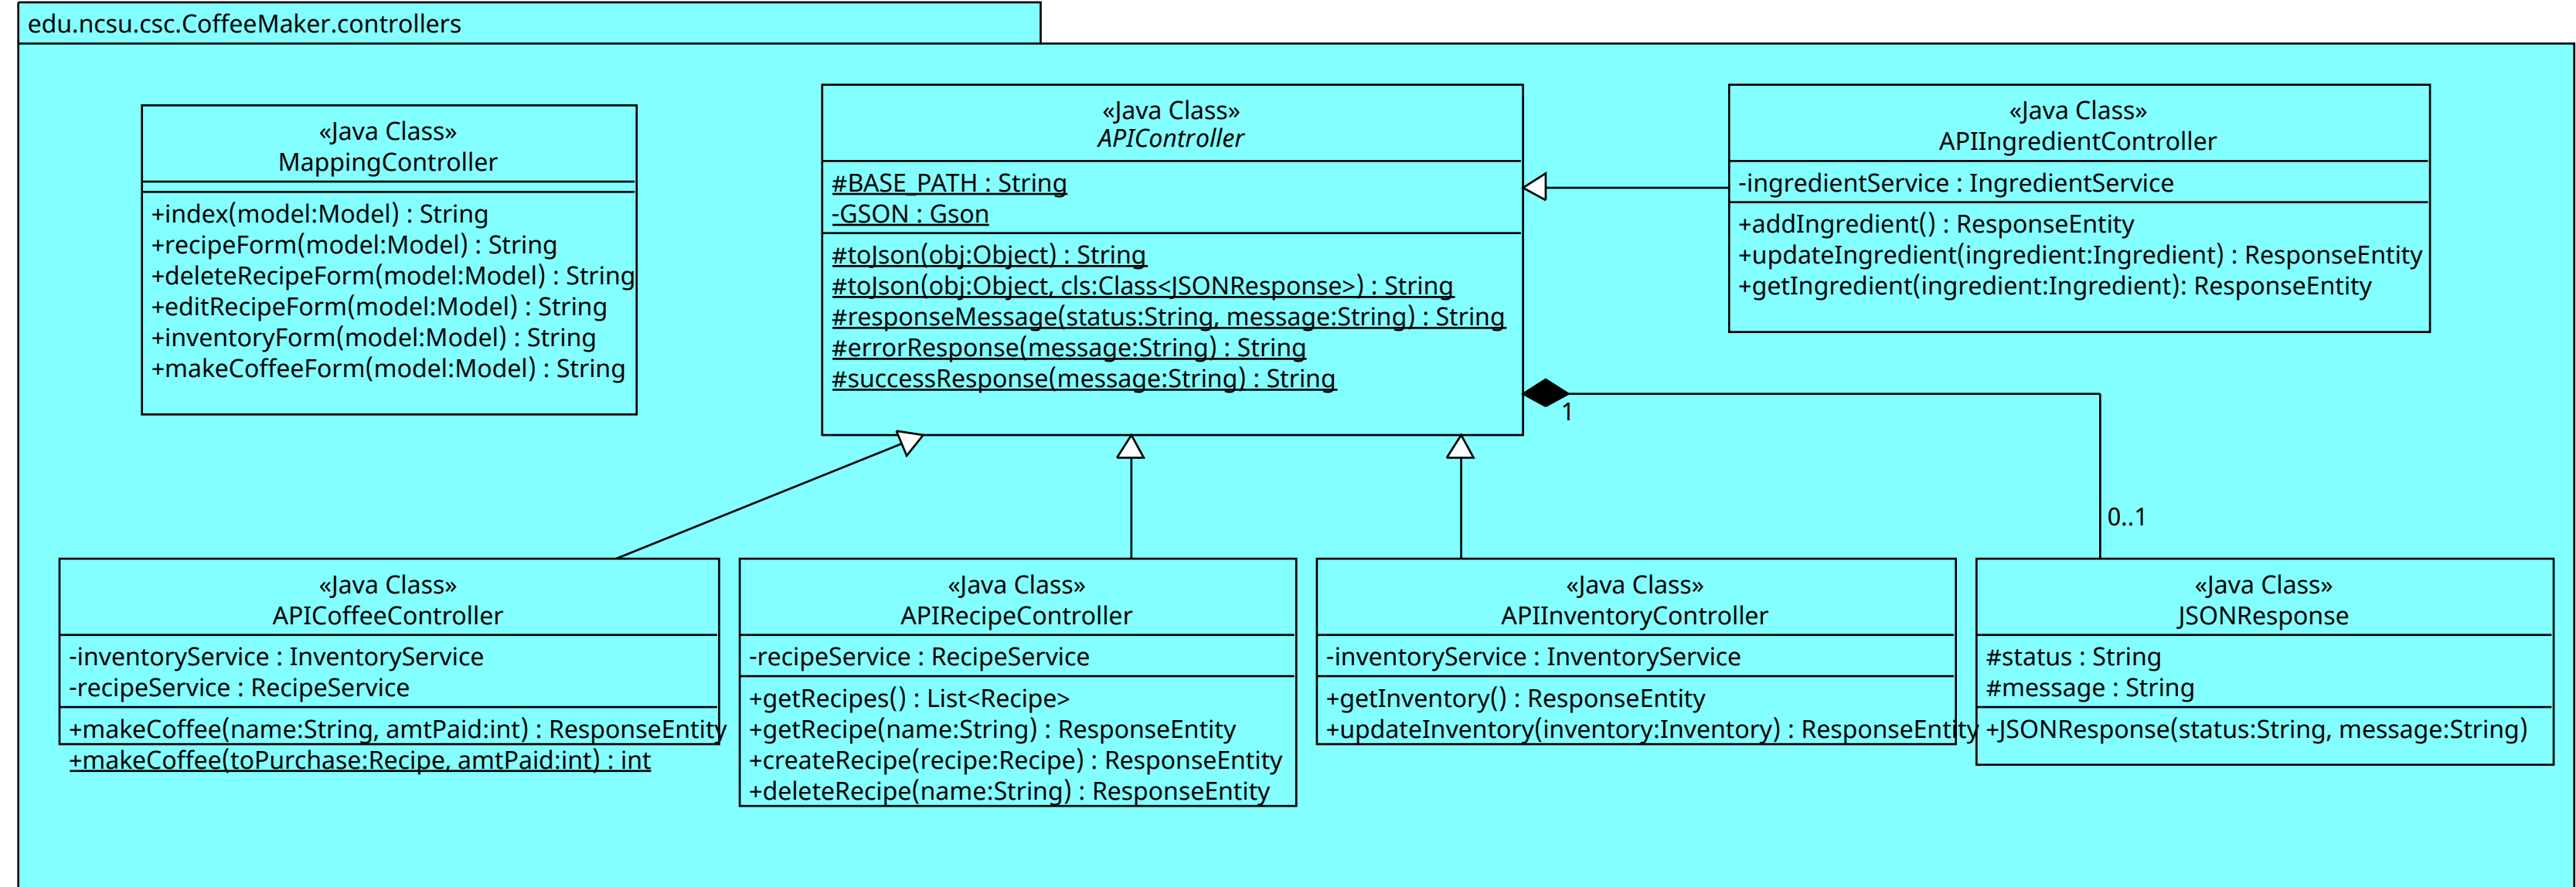 edu.ncsu.csc.CoffeeMaker.controllers
«Java Class»
MappingController
+index(model:Model) : String
+recipeForm(model:Model) : String
+deleteRecipeForm(model:Model) : String
+editRecipeForm(model:Model) : String
+inventoryForm(model:Model) : String
+makeCoffeeForm(model:Model) : String
«Java Class»
APIController
#BASE_PATH : String
-GSON : Gson
#toJson(obj:Object) : String
#toJson(obj:Object, cls:Class<JSONResponse>) : String
#responseMessage(status:String, message:String) : String
#errorResponse(message:String) : String
#successResponse(message:String) : String
«Java Class»
APIIngredientController
-ingredientService : IngredientService
+addIngredient() : ResponseEntity
+updateIngredient(ingredient:Ingredient) : ResponseEntity
+getIngredient(ingredient:Ingredient): ResponseEntity
1
0..1
«Java Class»
APICoffeeController
-inventoryService : InventoryService
-recipeService : RecipeService
+makeCoffee(name:String, amtPaid:int) : ResponseEntity
+makeCoffee(toPurchase:Recipe, amtPaid:int) : int
«Java Class»
APIRecipeController
-recipeService : RecipeService
+getRecipes() : List<Recipe>
+getRecipe(name:String) : ResponseEntity
+createRecipe(recipe:Recipe) : ResponseEntity
+deleteRecipe(name:String) : ResponseEntity
«Java Class»
APIInventoryController
-inventoryService : InventoryService
+getInventory() : ResponseEntity
+updateInventory(inventory:Inventory) : ResponseEntity
«Java Class»
JSONResponse
#status : String
#message : String
+JSONResponse(status:String, message:String)